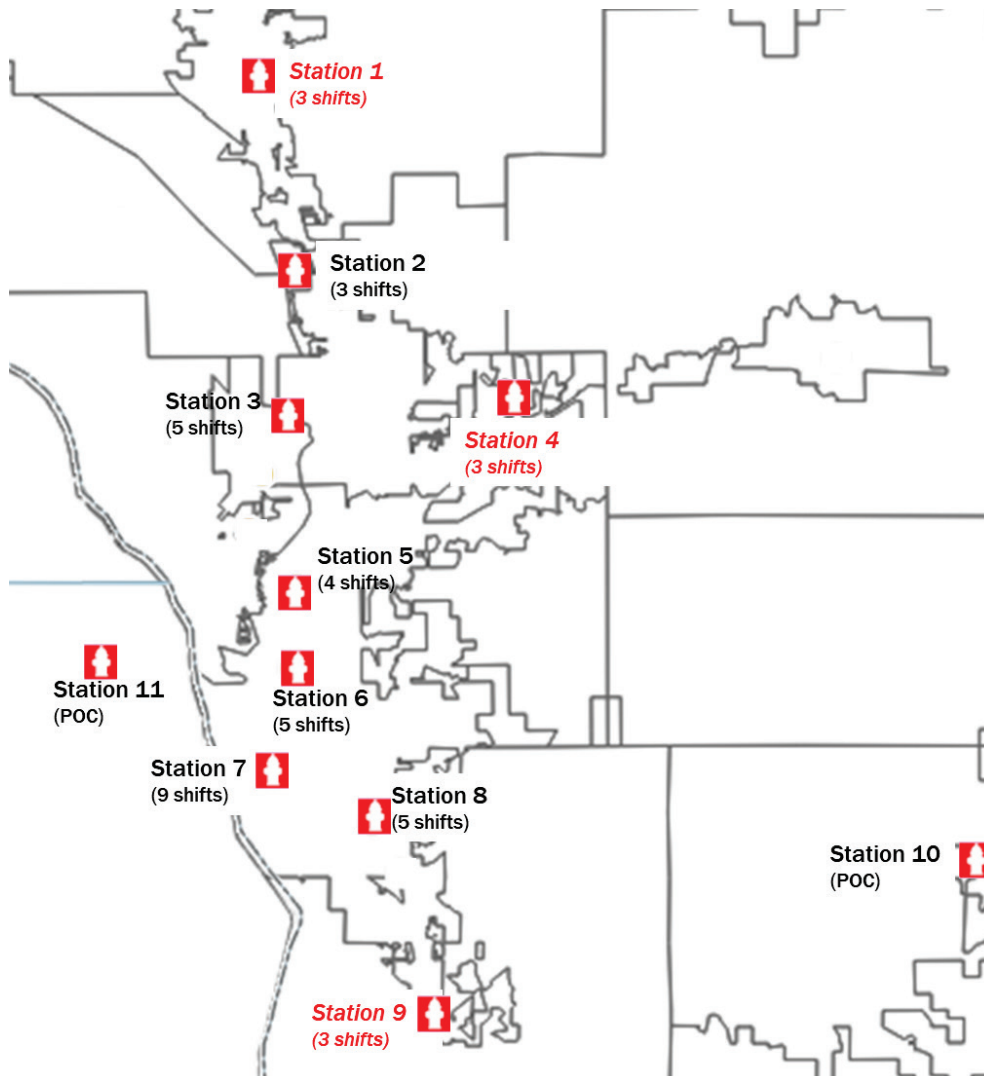 Station 1
(3 shifts)
Station 2
(3 shifts)
Station 3
(5 shifts)
Station 4
(3 shifts)
Station 5
(4 shifts)
Station 11
(POC)
Station 6
(5 shifts)
Station 7
(9 shifts)
Station 8
(5 shifts)
Station 10
(POC)
Station 9
(3 shifts)